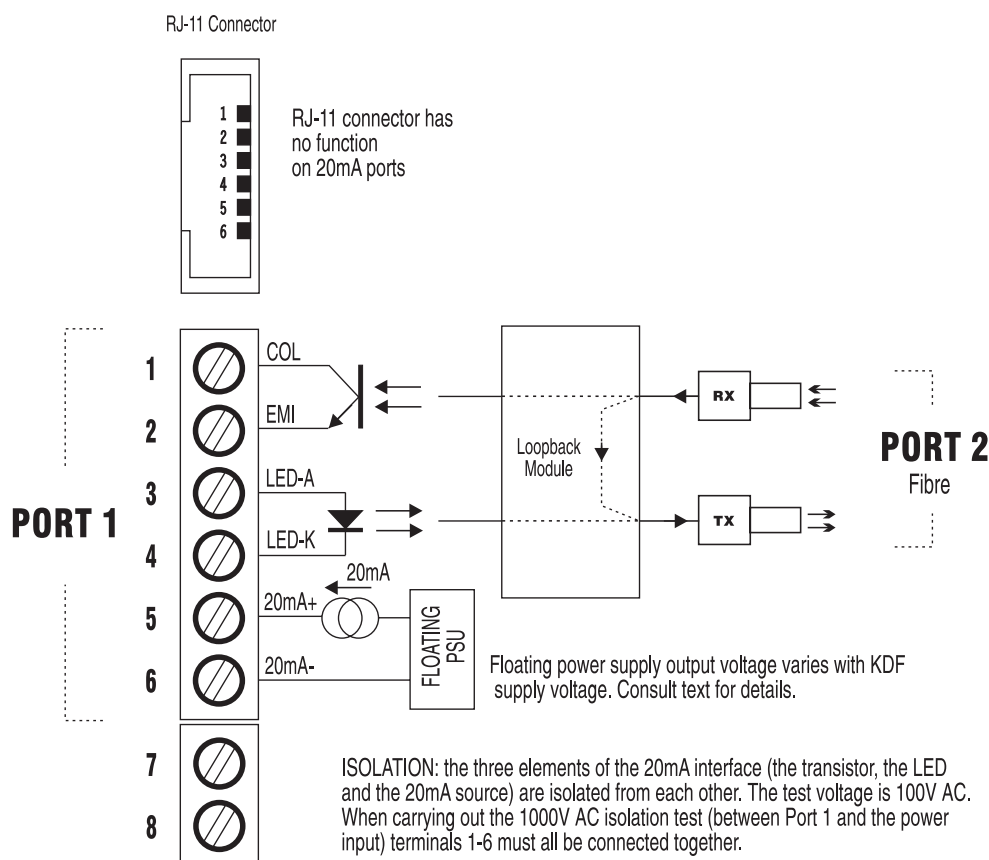 RJ-11 Connector
1
2
3
4
5
6
RJ-11 connector has
no function
on 20mA ports
PORT 1
1
2
3
4
5
6
7
8
COL
EMI
LED-A
LED-K
20mA+
20mA-
20mA
FLOATING
PSU
Loopback
Module
RX
TX
PORT 2
Fibre
Floating power supply output voltage varies with KDF
supply voltage. Consult text for details.
ISOLATION: the three elements of the 20mA interface (the transistor, the LED
and the 20mA source) are isolated from each other. The test voltage is 100V AC.
When carrying out the 1000V AC isolation test (between Port 1 and the power
input) terminals 1-6 must all be connected together.